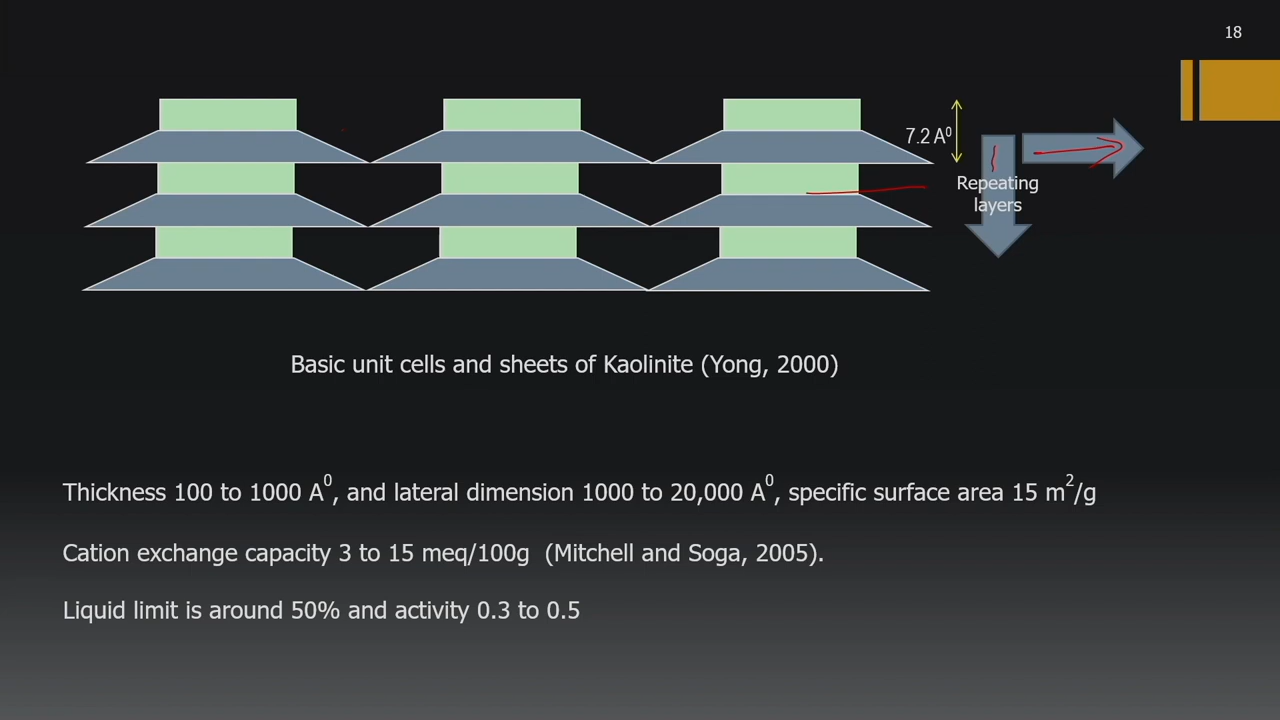 18
7.2 A⁰
Repeating
layers
Basic unit cells and sheets of Kaolinite (Yong, 2000)
Thickness 100 to 1000 A⁰, and lateral dimension 1000 to 20,000 A⁰, specific surface area 15 m²/g
Cation exchange capacity 3 to 15 meq/100g (Mitchell and Soga, 2005).
Liquid limit is around 50% and activity 0.3 to 0.5